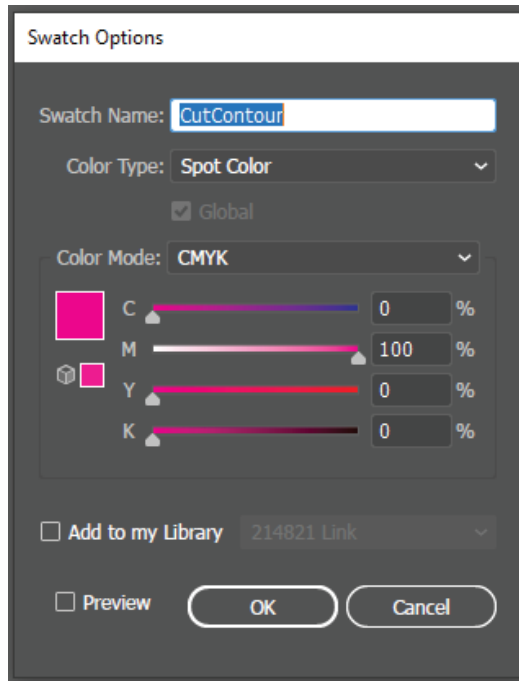 Swatch Options
Swatch Name: CutContour
Color Type: Spot Color
Global
Color Mode: CMYK
C 0 %
M 100 %
Y 0 %
K 0 %
Add to my Library 214821 Link
Preview OK Cancel